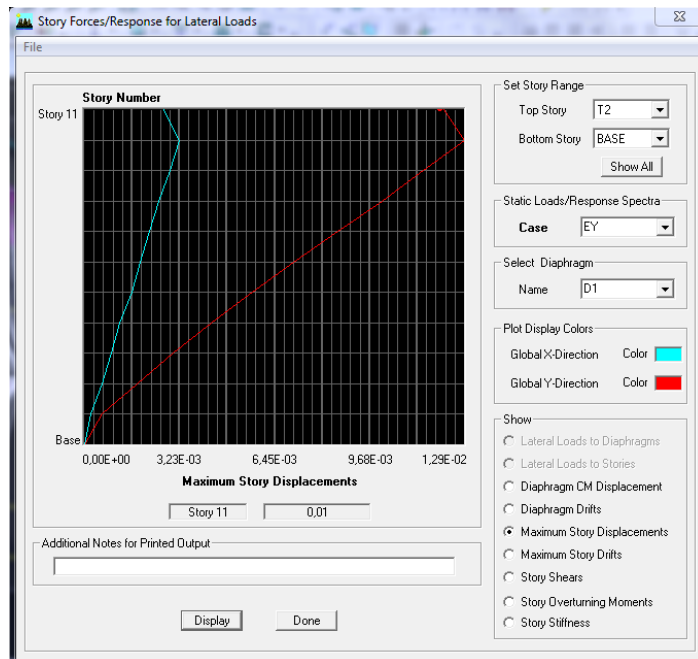 Story Forces/Response for Lateral Loads
File
Story Number
Story 11
Base
0,00E+00 3,23E-03 6,45E-03 9,68E-03 1,29E-02
Maximum Story Displacements
Story 11 0,01
Additional Notes for Printed Output
Display Done
Set Story Range
Top Story T2
Bottom Story BASE
Show All
Static Loads/Response Spectra
Case EY
Select Diaphragm
Name D1
Plot Display Colors
Global X-Direction Color
Global Y-Direction Color
Show
Lateral Loads to Diaphragms
Lateral Loads to Stories
Diaphragm CM Displacement
Diaphragm Drifts
Maximum Story Displacements
Maximum Story Drifts
Story Shears
Story Overturning Moments
Story Stiffness